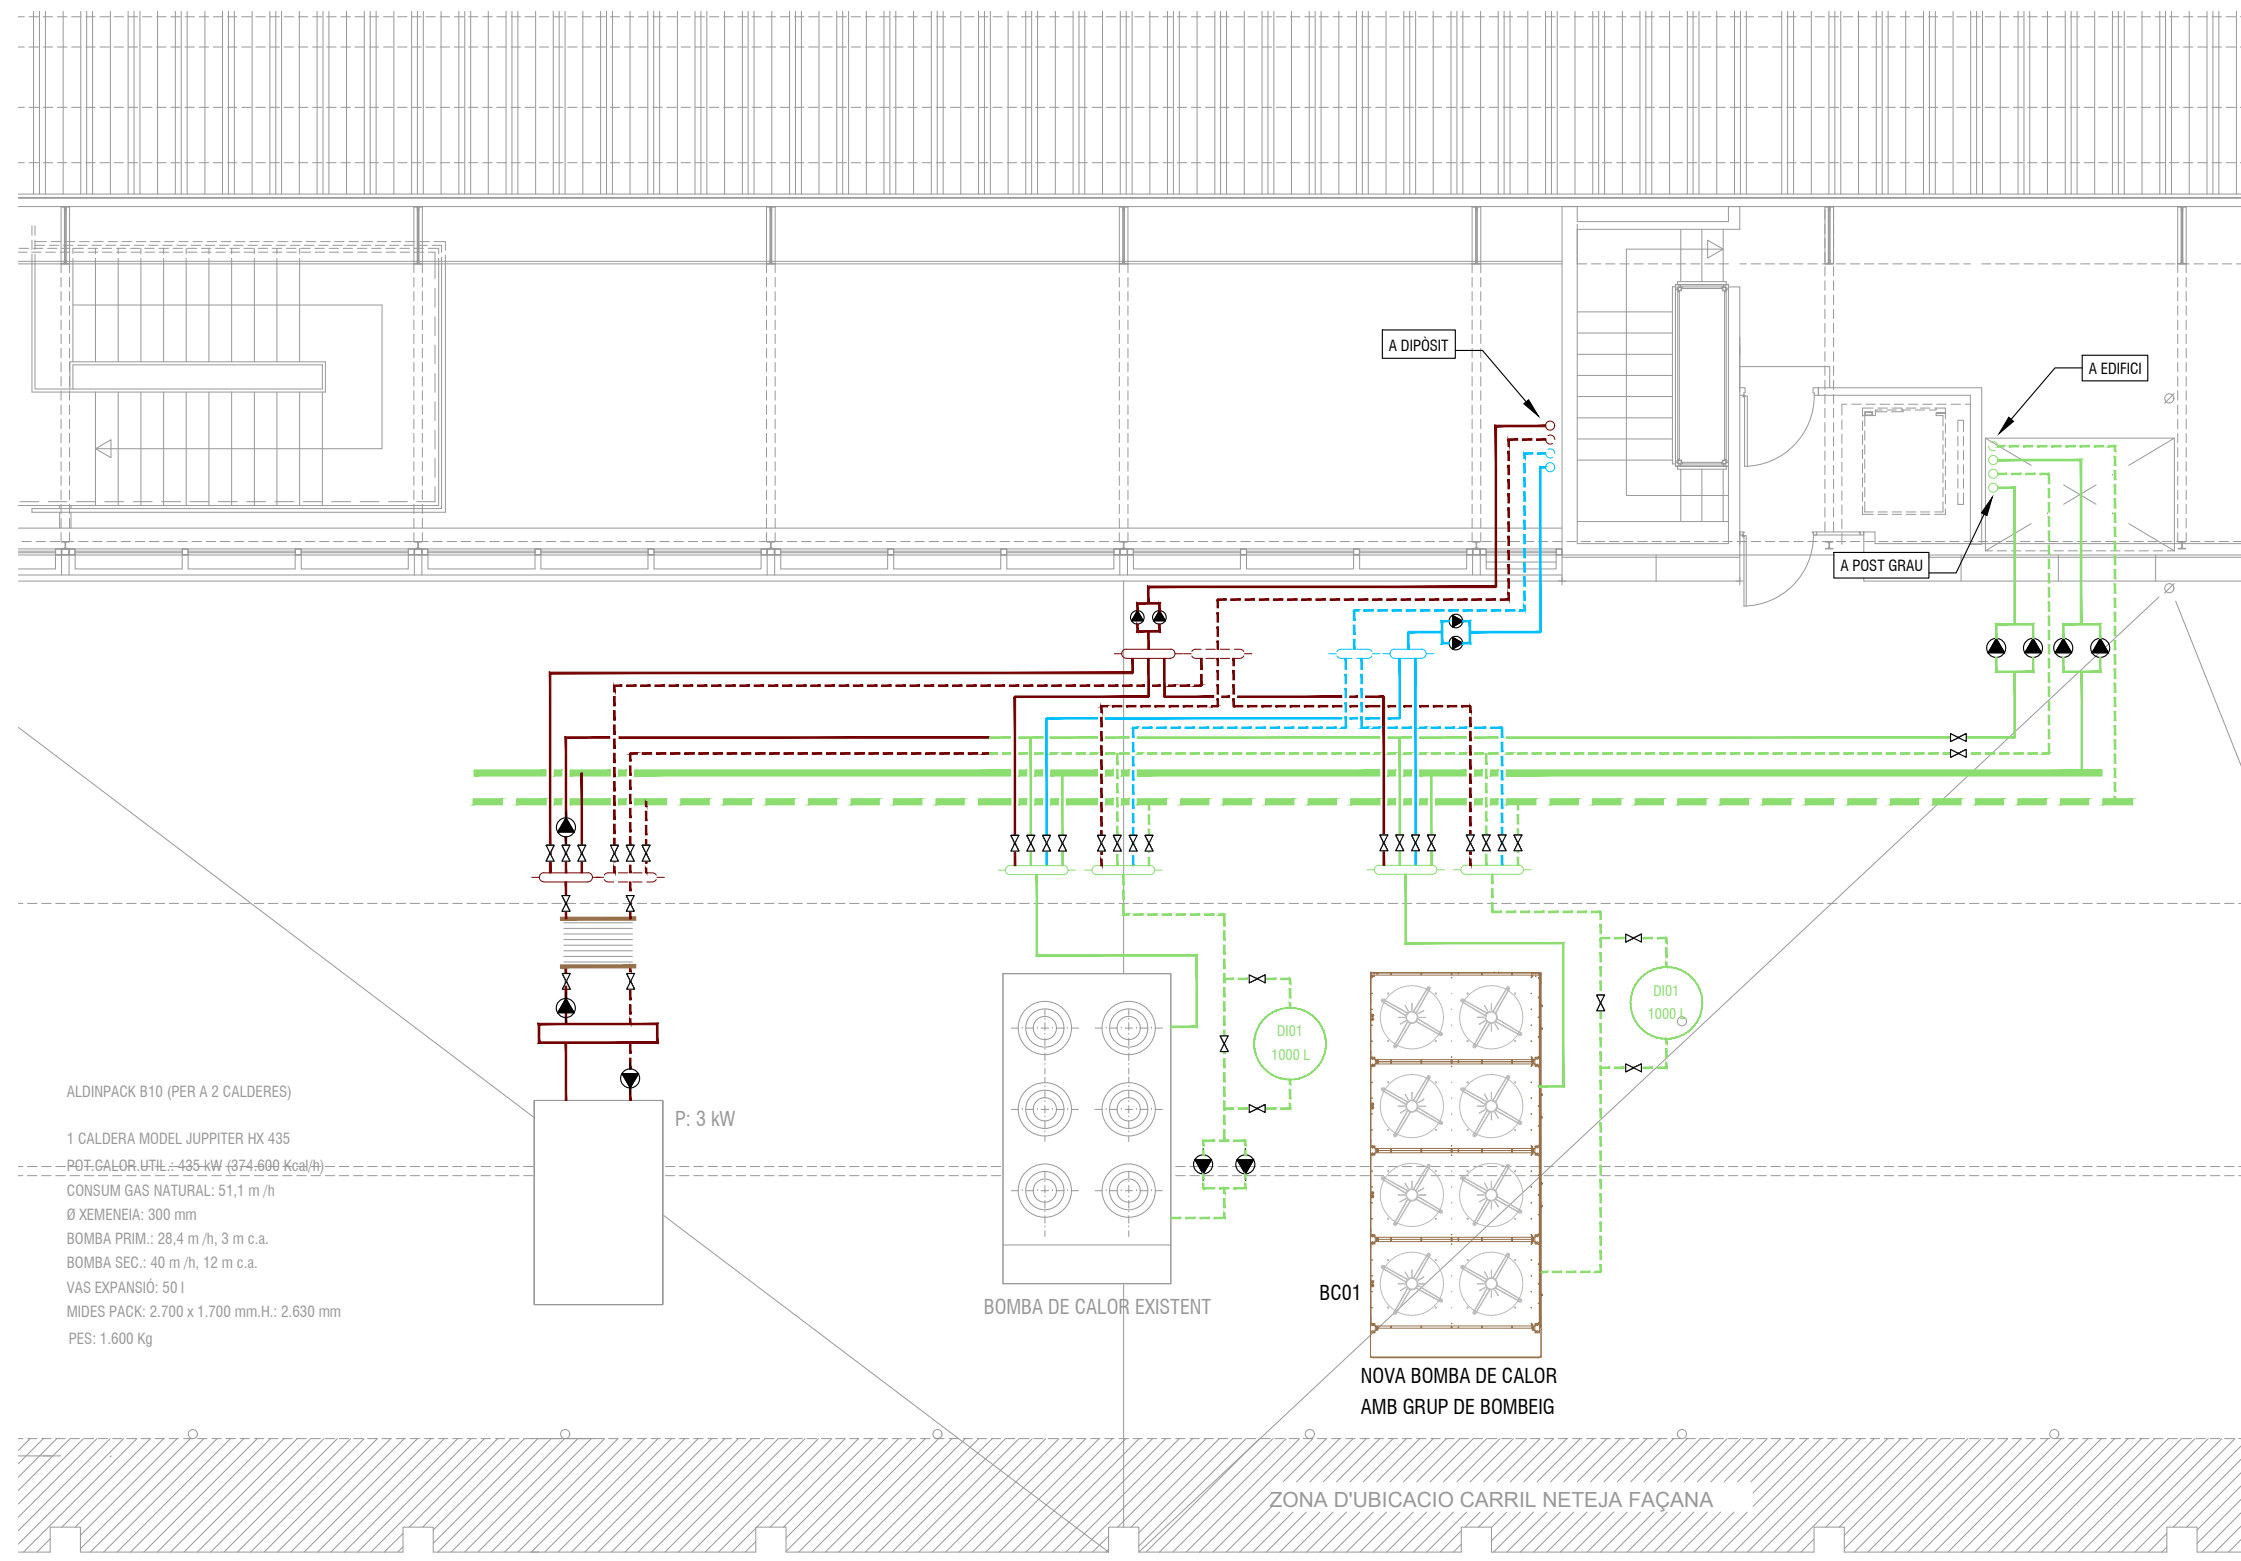 A DIPÒSIT
A EDIFICI
A POST GRAU
DI01
1000 L
DI01
1000 L
ALDINPACK B10 (PER A 2 CALDERES)
1 CALDERA MODEL JUPPITER HX 435
POT.CALOR.UTIL.: 435 kW (374.600 Kcal/h)
CONSUM GAS NATURAL: 51,1 m /h
Ø XEMENEIA: 300 mm
BOMBA PRIM.: 28,4 m /h, 3 m c.a.
BOMBA SEC.: 40 m /h, 12 m c.a.
VAS EXPANSIÓ: 50 l
MIDES PACK: 2.700 x 1.700 mm.H.: 2.630 mm
PES: 1.600 Kg
P: 3 kW
BOMBA DE CALOR EXISTENT
BC01
NOVA BOMBA DE CALOR
AMB GRUP DE BOMBEIG
ZONA D'UBICACIO CARRIL NETEJA FAÇANA